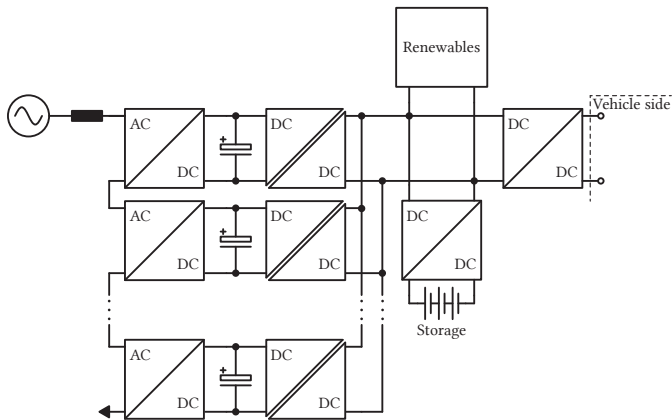 Renewables
Vehicle side
AC
DC
+
DC
DC
DC
DC
AC
DC
+
DC
DC
DC
DC
Storage
AC
DC
+
DC
DC